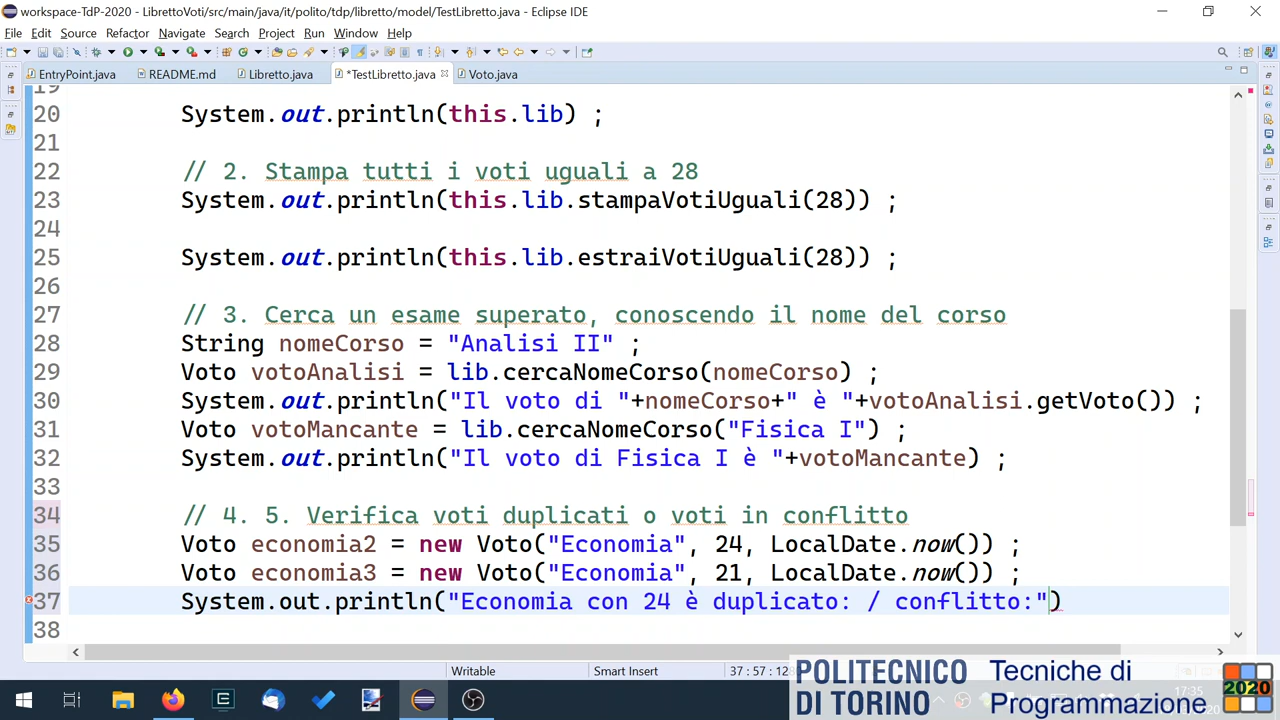 workspace-TdP-2020 - LibrettoVoti/src/main/java/it/polito/tdp/libretto/model/TestLibretto.java - Eclipse IDE
File Edit Source Refactor Navigate Search Project Run Window Help
EntryPoint.java README.md Libretto.java *TestLibretto.java Voto.java
19
20 System.out.println(this.lib) ;
21
22 // 2. Stampa tutti i voti uguali a 28
23 System.out.println(this.lib.stampaVotiUguali(28)) ;
24
25 System.out.println(this.lib.estraiVotiUguali(28)) ;
26
27 // 3. Cerca un esame superato, conoscendo il nome del corso
28 String nomeCorso = "Analisi II" ;
29 Voto votoAnalisi = lib.cercaNomeCorso(nomeCorso) ;
30 System.out.println("Il voto di "+nomeCorso+" è "+votoAnalisi.getVoto()) ;
31 Voto votoMancante = lib.cercaNomeCorso("Fisica I") ;
32 System.out.println("Il voto di Fisica I è "+votoMancante) ;
33
34 // 4. 5. Verifica voti duplicati o voti in conflitto
35 Voto economia2 = new Voto("Economia", 24, LocalDate.now()) ;
36 Voto economia3 = new Voto("Economia", 21, LocalDate.now()) ;
37 System.out.println("Economia con 24 è duplicato: / conflitto:")
38
Writable Smart Insert 37 : 57 : 128
POLITECNICO DI TORINO
Tecniche di Programmazione
2020
17:35